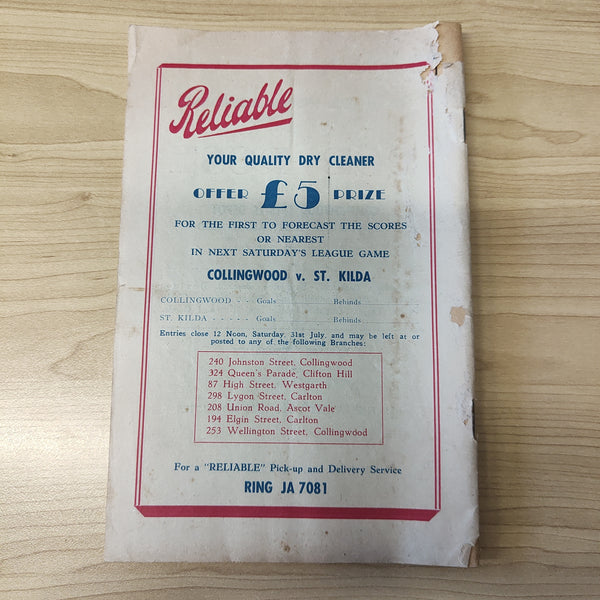 Reliable
YOUR QUALITY DRY CLEANER
OFFER £5 PRIZE
FOR THE FIRST TO FORECAST THE SCORES
OR NEAREST
IN NEXT SATURDAY'S LEAGUE GAME
COLLINGWOOD v. ST. KILDA
COLLINGWOOD - - Goals Behinds
ST. KILDA - - - - - Goals Behinds
Entries close 12 Noon, Saturday, 31st July, and may be left at or
posted to any of the following Branches:
240 Johnston Street, Collingwood
324 Queen's Parade, Clifton Hill
87 High Street, Westgarth
298 Lygon Street, Carlton
208 Union Road, Ascot Vale
194 Elgin Street, Carlton
253 Wellington Street, Collingwood
For a "RELIABLE" Pick-up and Delivery Service
RING JA 7081